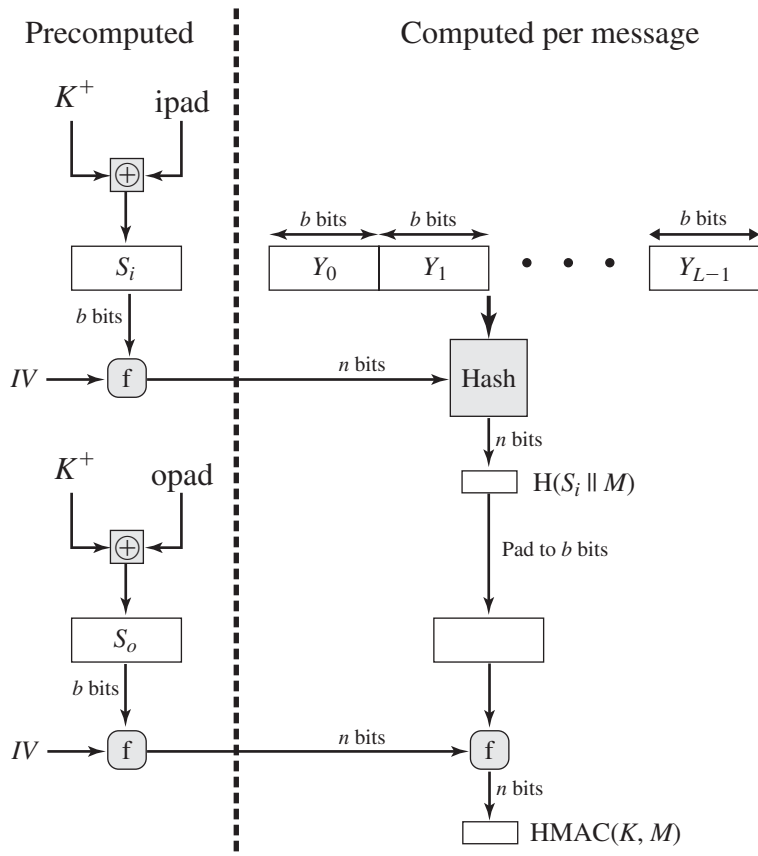 Precomputed
Computed per message
K⁺ ipad
⊕
b bits b bits b bits
Sᵢ
Y₀ Y₁ • • • Y_{L−1}
b bits
IV f n bits Hash
n bits
H(Sᵢ || M)
K⁺ opad
⊕
Pad to b bits
Sₒ
b bits
IV f n bits f
n bits
HMAC(K, M)